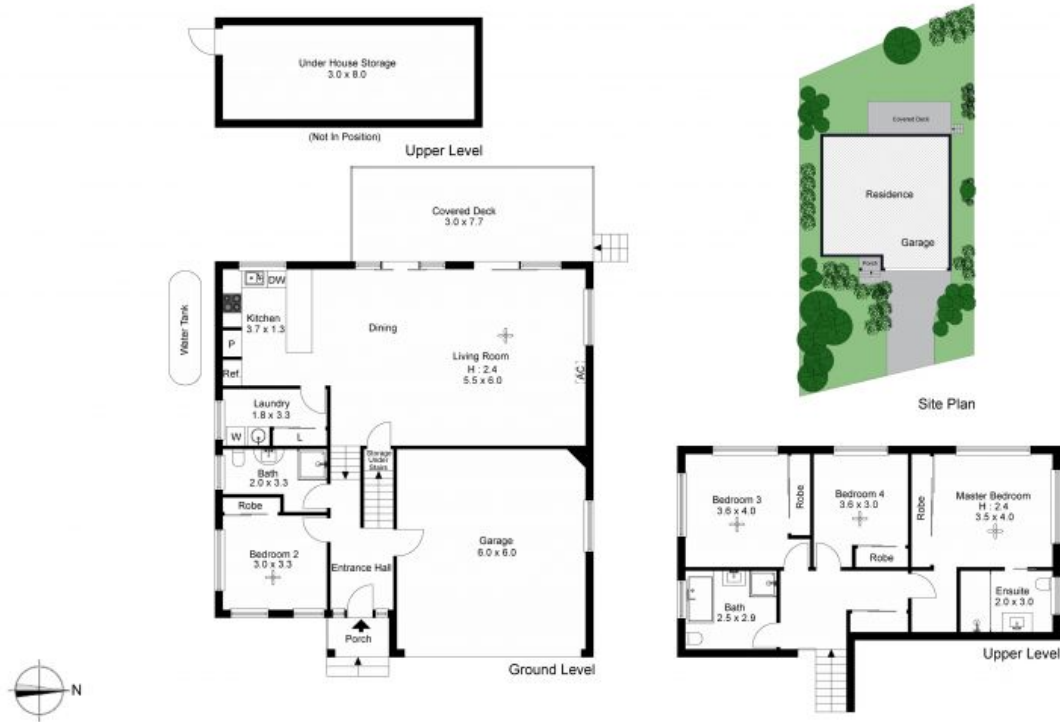 Under House Storage
3.0 x 8.0
(Not In Position)
Upper Level
Covered Deck
3.0 x 7.7
Water Tank
DW
Kitchen
3.7 x 1.3
P
Ref.
Dining
Living Room
H : 2.4
5.5 x 6.0
AC
Laundry
1.8 x 3.3
W
L
Storage
Under
Stairs
Bath
2.0 x 3.3
Robe
Bedroom 2
3.0 x 3.3
Entrance Hall
Garage
6.0 x 6.0
Porch
Ground Level
N
Covered Deck
Residence
Garage
Porch
Site Plan
Bedroom 3
3.6 x 4.0
Robe
Bedroom 4
3.6 x 3.0
Robe
Robe
Master Bedroom
H : 2.4
3.5 x 4.0
Bath
2.5 x 2.9
Ensuite
2.0 x 3.0
Upper Level